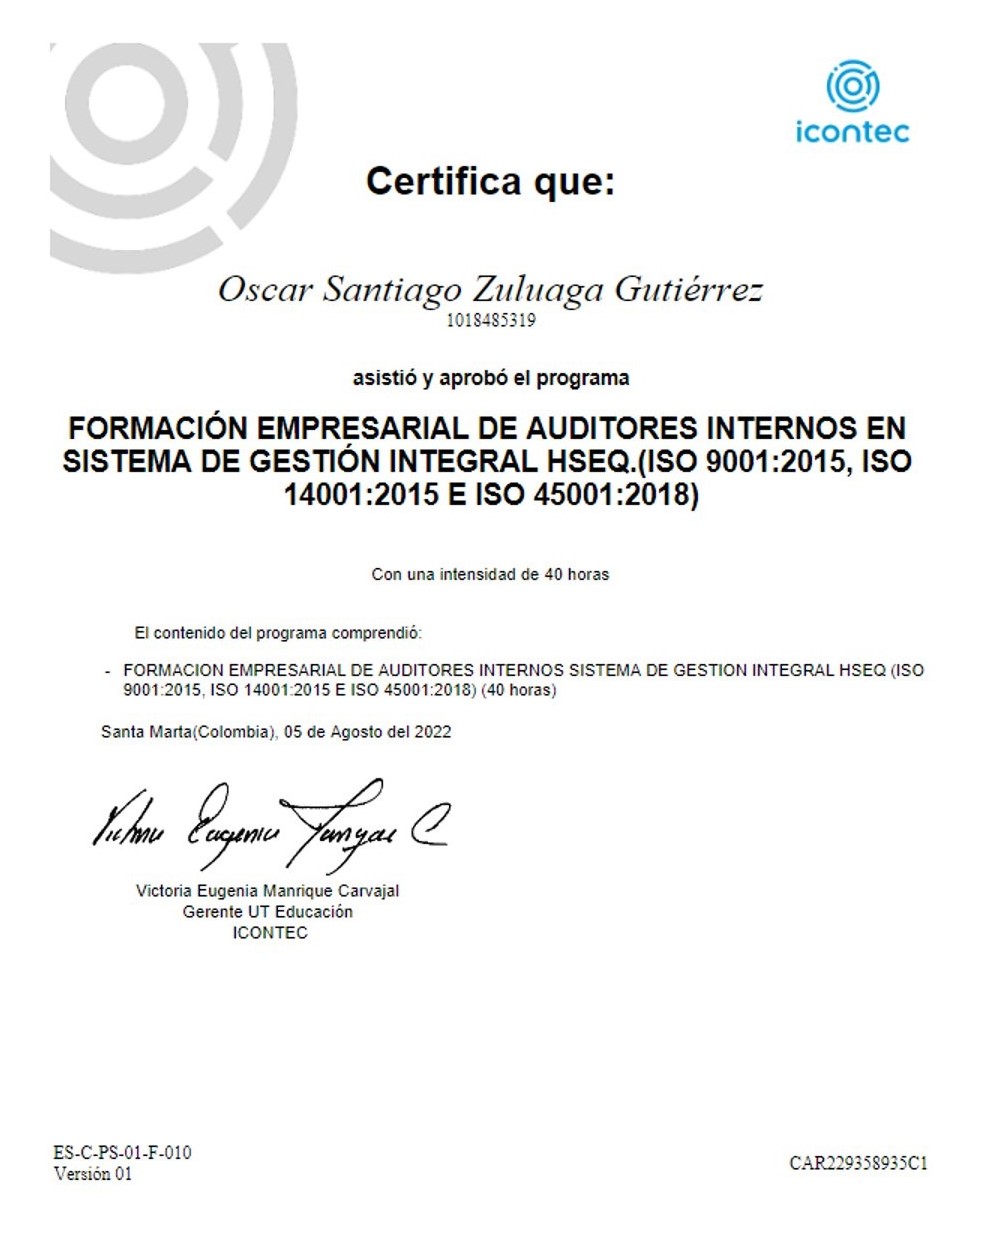 icontec
Certifica que:
Oscar Santiago Zuluaga Gutiérrez
1018485319
asistió y aprobó el programa
FORMACIÓN EMPRESARIAL DE AUDITORES INTERNOS EN
SISTEMA DE GESTIÓN INTEGRAL HSEQ.(ISO 9001:2015, ISO
14001:2015 E ISO 45001:2018)
Con una intensidad de 40 horas
El contenido del programa comprendió:
- FORMACION EMPRESARIAL DE AUDITORES INTERNOS SISTEMA DE GESTION INTEGRAL HSEQ (ISO
9001:2015, ISO 14001:2015 E ISO 45001:2018) (40 horas)
Santa Marta(Colombia), 05 de Agosto del 2022
Victoria Eugenia Manrique Carvajal
Gerente UT Educación
ICONTEC
ES-C-PS-01-F-010
Versión 01
CAR229358935C1